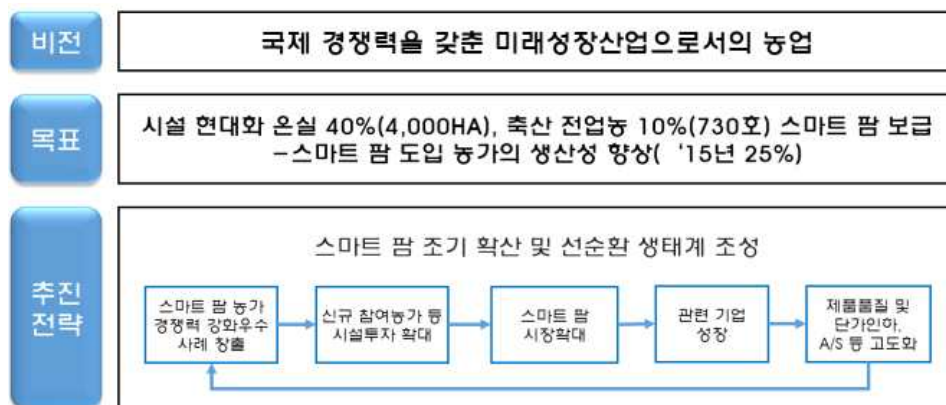 비전
국제 경쟁력을 갖춘 미래성장산업으로서의 농업
목표
시설 현대화 온실 40%(4,000HA), 축산 전업농 10%(730호) 스마트 팜 보급
-스마트 팜 도입 농가의 생산성 향상( ‘15년 25%)
추진
전략
스마트 팜 조기 확산 및 선순환 생태계 조성
스마트 팜 농가
경쟁력 강화우수
사례 창출
신규 참여농가 등
시설투자 확대
스마트 팜
시장확대
관련 기업
성장
제품품질 및
단가인하,
A/S 등 고도화